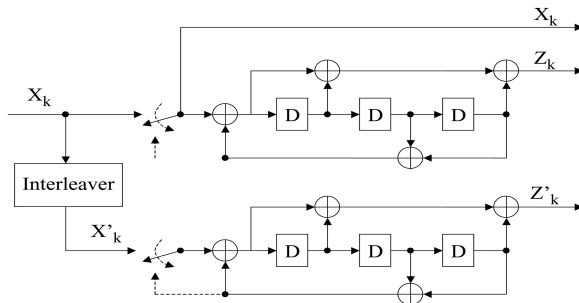 X_k
Z_k
X_k
D D D
Interleaver
Z'_k
X'_k
D D D